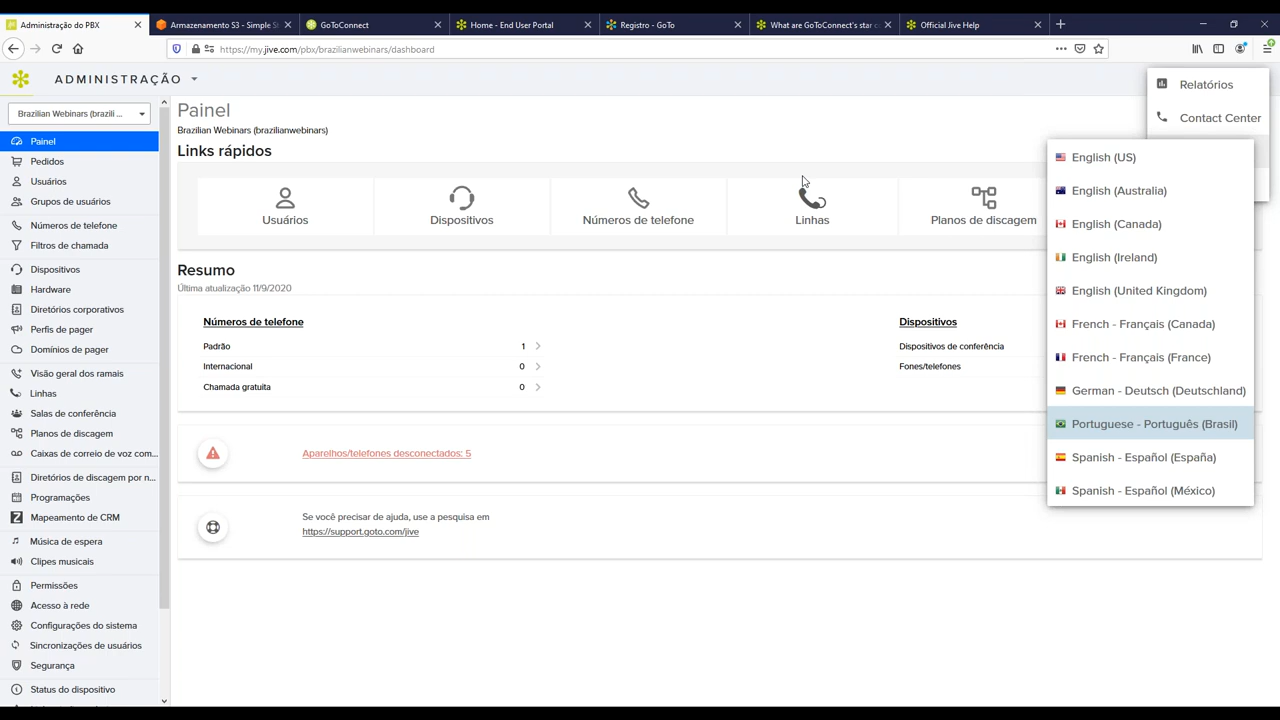 Administração do PBX
Armazenamento S3 - Simple S
GoToConnect
Home - End User Portal
Registro - GoTo
What are GoToConnect's star c
Official Jive Help
https://my.jive.com/pbx/brazilianwebinars/dashboard
ADMINISTRAÇÃO
Brazilian Webinars (brazili ...
Painel
Pedidos
Usuários
Grupos de usuários
Números de telefone
Filtros de chamada
Dispositivos
Hardware
Diretórios corporativos
Perfis de pager
Domínios de pager
Visão geral dos ramais
Linhas
Salas de conferência
Planos de discagem
Caixas de correio de voz com...
Diretórios de discagem por n...
Programações
Mapeamento de CRM
Música de espera
Clipes musicais
Permissões
Acesso à rede
Configurações do sistema
Sincronizações de usuários
Segurança
Status do dispositivo
Painel
Brazilian Webinars (brazilianwebinars)
Links rápidos
Usuários
Dispositivos
Números de telefone
Linhas
Planos de discagem
Resumo
Última atualização 11/9/2020
Números de telefone
Padrão 1
Internacional 0
Chamada gratuita 0
Dispositivos
Dispositivos de conferência
Fones/telefones
Aparelhos/telefones desconectados: 5
Se você precisar de ajuda, use a pesquisa em
https://support.goto.com/jive
Relatórios
Contact Center
English (US)
English (Australia)
English (Canada)
English (Ireland)
English (United Kingdom)
French - Français (Canada)
French - Français (France)
German - Deutsch (Deutschland)
Portuguese - Português (Brasil)
Spanish - Español (España)
Spanish - Español (México)